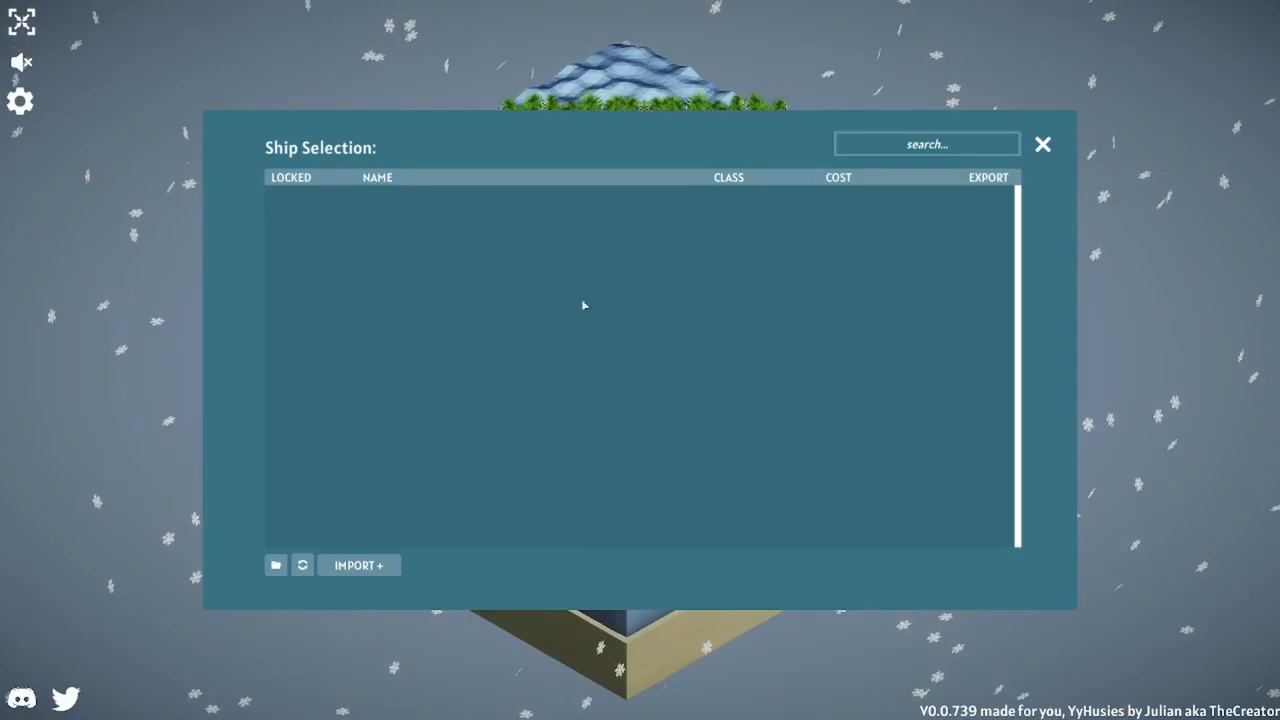 Ship Selection:
search...
LOCKED NAME CLASS COST EXPORT
IMPORT +
V0.0.739 made for you, YyHusies by Julian aka TheCreator